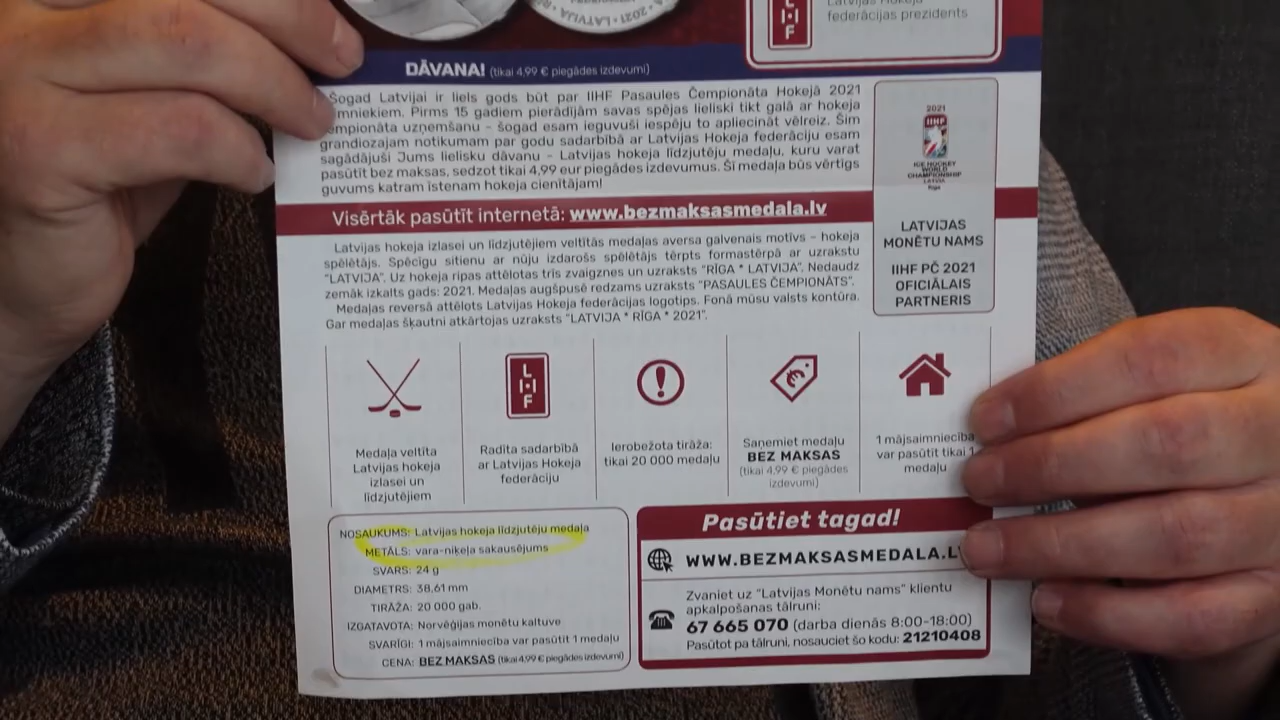 2021 • LATVIJA • R
Latvijas Hokeja
federācijas prezidents
L
H
F
DĀVANA! (tikai 4,99 € piegādes izdevumi)
Šogad Latvijai ir liels gods būt par IIHF Pasaules Čempionāta Hokejā 2021
mniekiem. Pirms 15 gadiem pierādījām savas spējas lieliski tikt galā ar hokeja
empionāta uzņemšanu – šogad esam ieguvuši iespēju to apliecināt vēlreiz. Šim
grandiozajam notikumam par godu sadarbībā ar Latvijas Hokeja federāciju esam
sagādājuši Jums lielisku dāvanu – Latvijas hokeja līdzjutēju medaļu, kuru varat
pasūtīt bez maksas, sedzot tikai 4,99 eur piegādes izdevumus. Šī medaļa būs vērtīgs
guvums katram īstenam hokeja cienītājam!
2021
IIHF
ICE HOCKEY
WORLD
CHAMPIONSHIP
LATVIA
Riga
LATVIJAS
MONĒTU NAMS
IIHF PČ 2021
OFICIĀLAIS
PARTNERIS
Visērtāk pasūtīt internetā: www.bezmaksasmedala.lv
Latvijas hokeja izlasei un līdzjutējiem veltītās medaļas aversa galvenais motīvs – hokeja
spēlētājs. Spēcīgu sitienu ar nūju izdarošs spēlētājs tērpts formastērpā ar uzrakstu
“LATVIJA”. Uz hokeja ripas attēlotas trīs zvaigznes un uzraksts “RĪGA * LATVIJA”. Nedaudz
zemāk izkalts gads: 2021. Medaļas augšpusē redzams uzraksts “PASAULES ČEMPIONĀTS”.
Medaļas reversā attēlots Latvijas Hokeja federācijas logotips. Fonā mūsu valsts kontūra.
Gar medaļas šķautni atkārtojas uzraksts “LATVIJA * RĪGA * 2021”.
Medaļa veltīta
Latvijas hokeja
izlasei un
līdzjutējiem
L
H
F
Radīta sadarbībā
ar Latvijas Hokeja
federāciju
Ierobežota tirāža:
tikai 20 000 medaļu
€
Saņemiet medaļu
BEZ MAKSAS
(tikai 4,99 € piegādes
izdevumi)
1 mājsaimniecība
var pasūtīt tikai 1
medaļu
NOSAUKUMS: Latvijas hokeja līdzjutēju medaļa
METĀLS: vara-niķeļa sakausējums
SVARS: 24 g
DIAMETRS: 38,61 mm
TIRĀŽA: 20 000 gab.
IZGATAVOTA: Norvēģijas monētu kaltuve
SVARĪGI: 1 mājsaimniecība var pasūtīt 1 medaļu
CENA: BEZ MAKSAS (tikai 4,99 € piegādes izdevumi)
Pasūtiet tagad!
WWW.BEZMAKSASMEDALA.L
Zvaniet uz “Latvijas Monētu nams” klientu
apkalpošanas tālruni:
67 665 070 (darba dienās 8:00-18:00)
Pasūtot pa tālruni, nosauciet šo kodu: 21210408